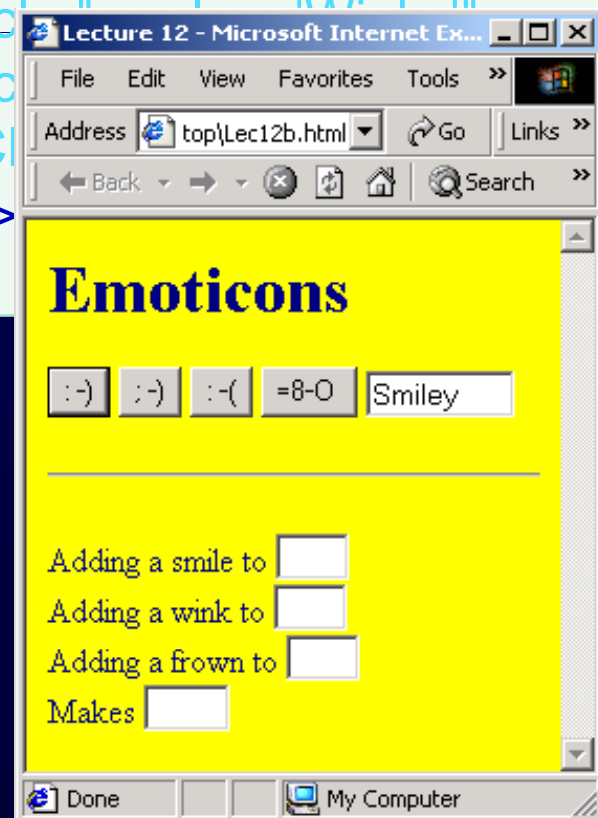 Lecture 12 - Microsoft Internet Ex...
File Edit View Favorites Tools »
Address top\Lec12b.html Go Links »
Back Search »
Emoticons
:-) ;-) :-( =8-O Smiley
Adding a smile to
Adding a wink to
Adding a frown to
Makes
Done My Computer